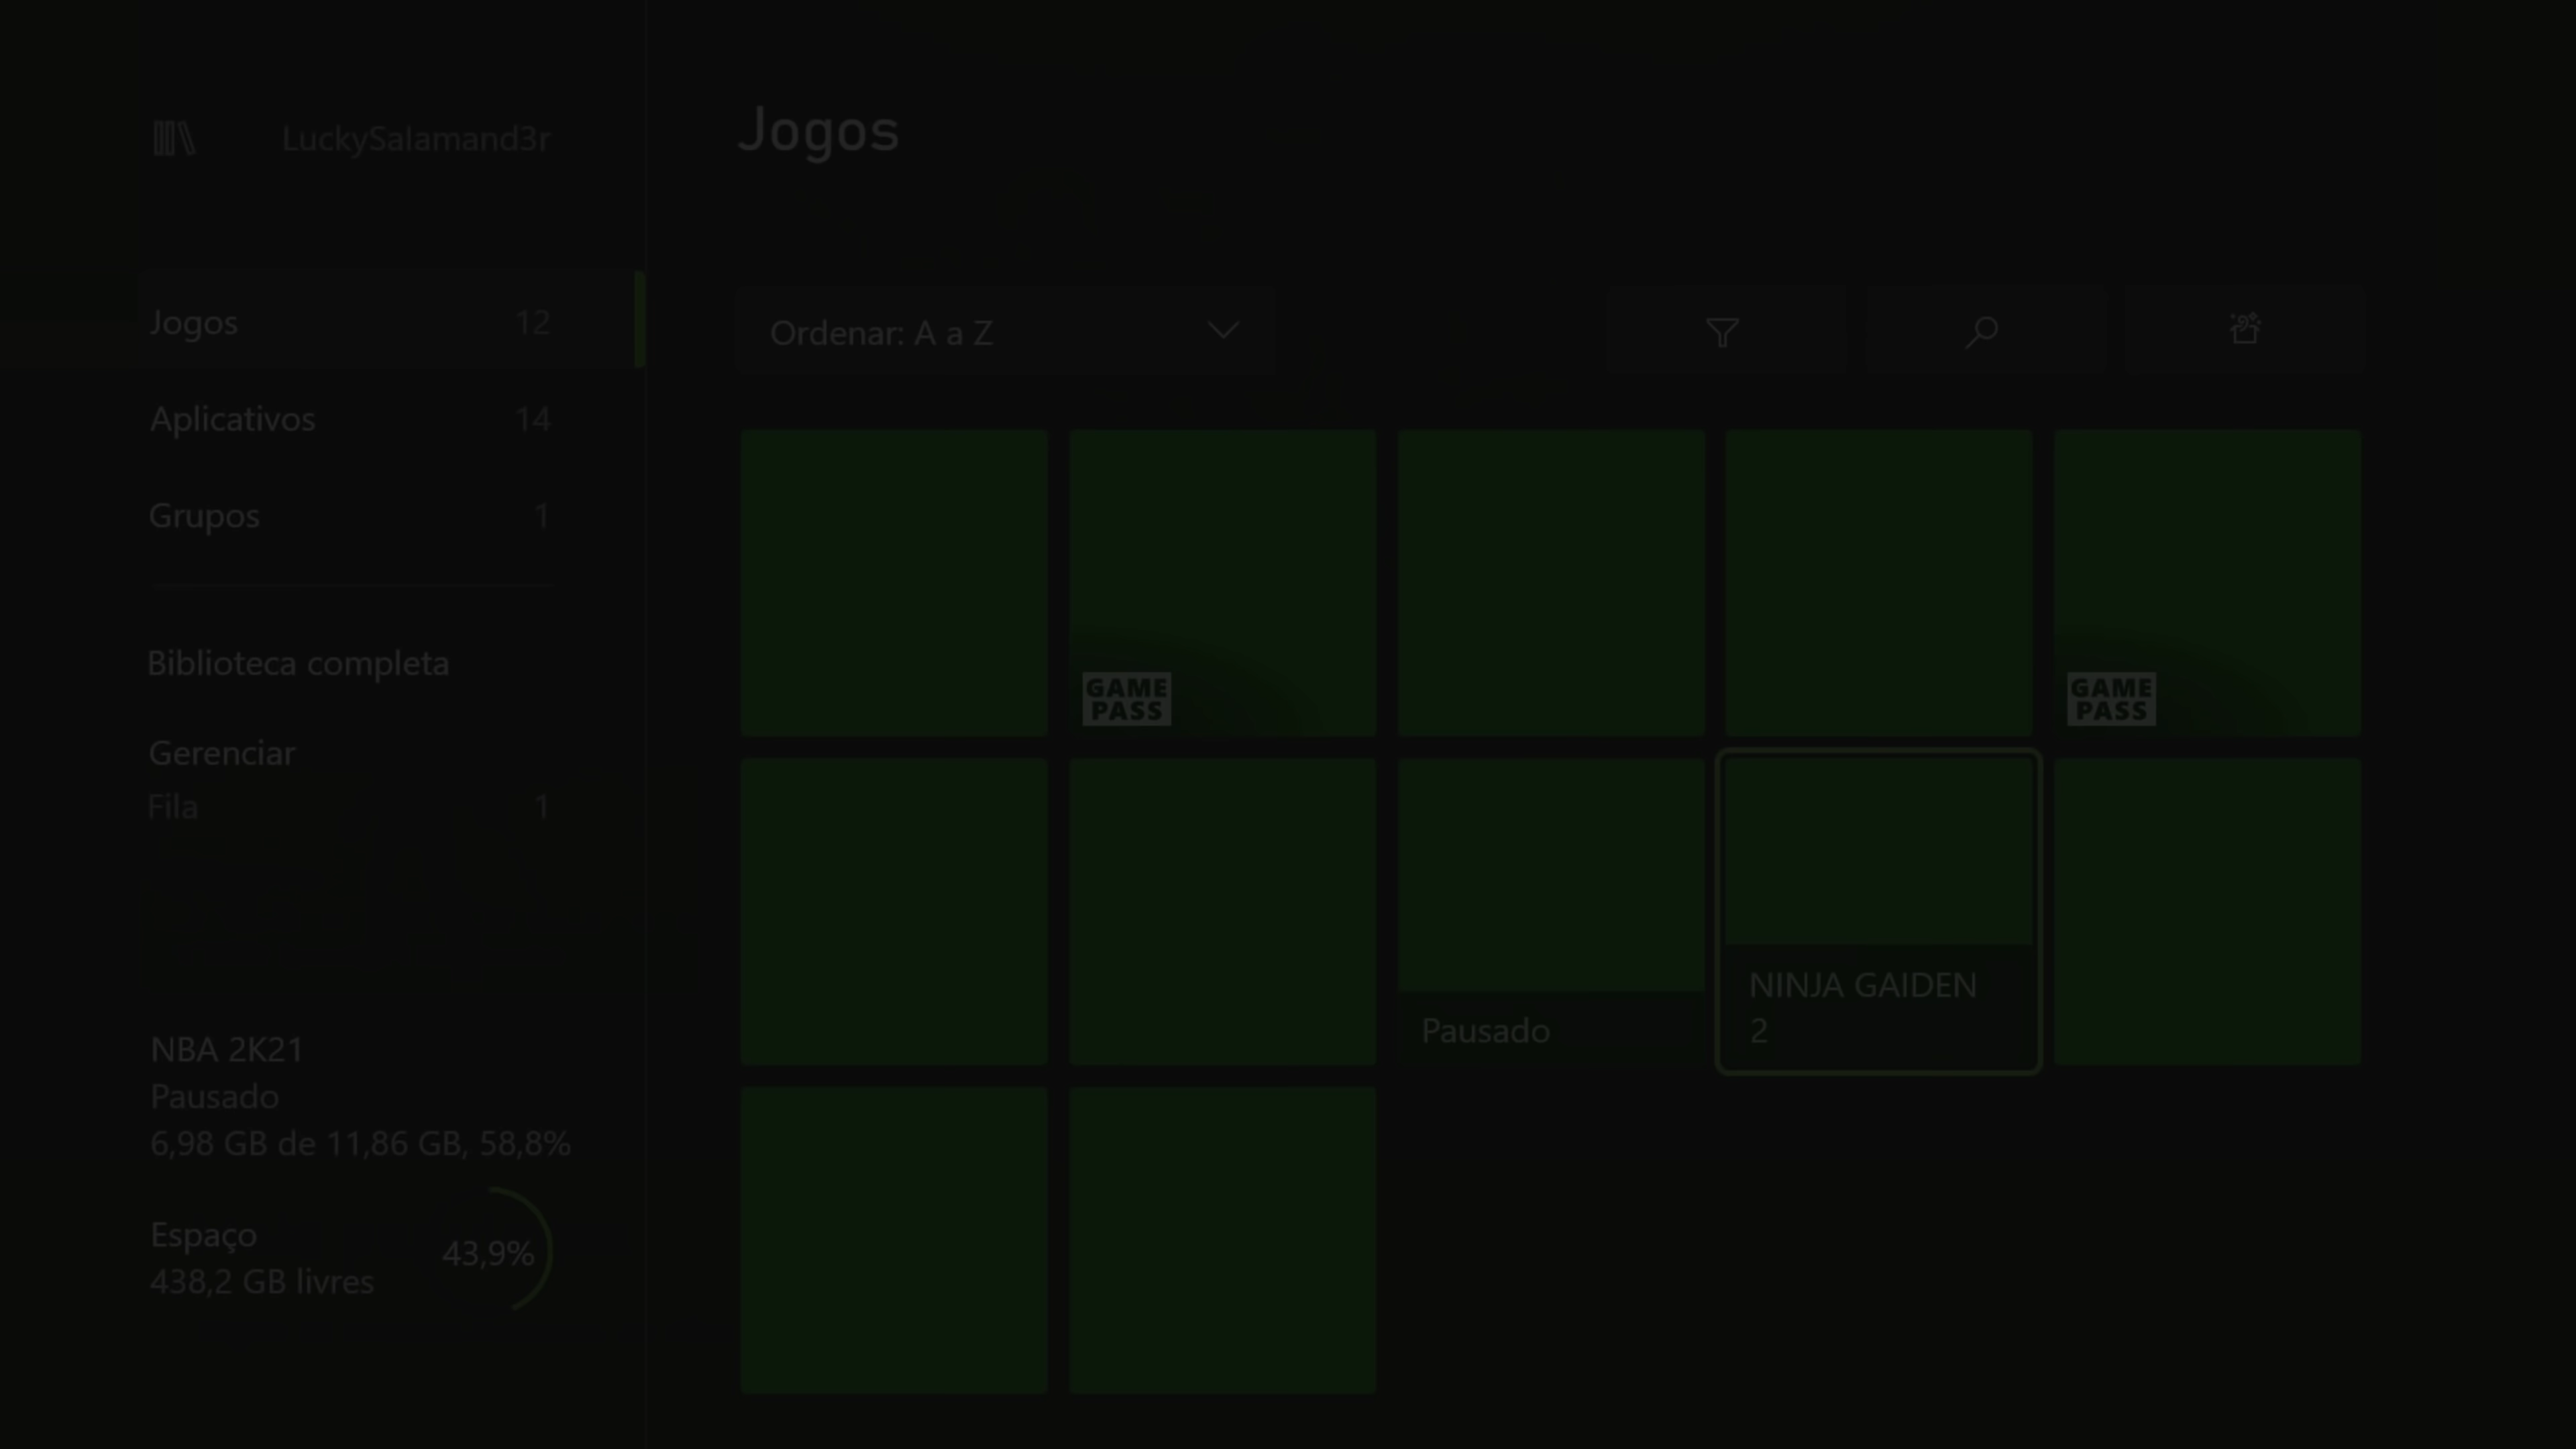 LuckySalamand3r
Jogos 12
Aplicativos 14
Grupos 1
Biblioteca completa
Gerenciar
Fila 1
NBA 2K21
Pausado
6,98 GB de 11,86 GB, 58,8%
Espaço
438,2 GB livres
43,9%
Jogos
Ordenar: A a Z
GAME
PASS
GAME
PASS
Pausado
NINJA GAIDEN
2